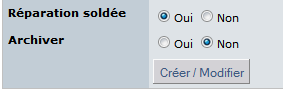 Réparation soldée Oui Non
Archiver Oui Non
Créer / Modifier